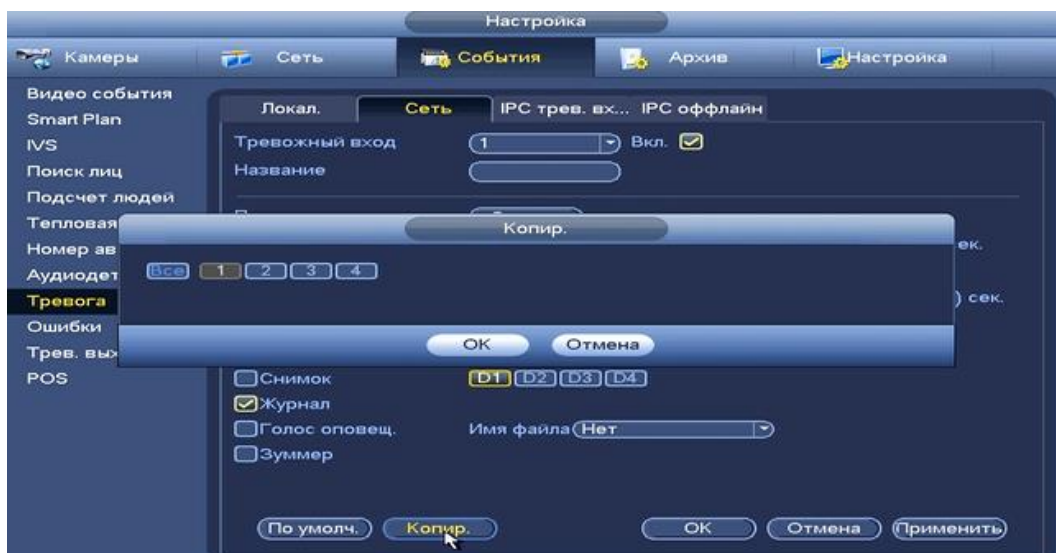 Настройка
Камеры Сеть События Архив Настройка
Видео события
Smart Plan
IVS
Поиск лиц
Подсчет людей
Тепловая
Номер ав
Аудиодет
Тревога
Ошибки
Трев. вых
POS
Локал. Сеть IPC трев. вх... IPC оффлайн
Тревожный вход 1 Вкл.
Название
Копир.
Все 1 2 3 4
ек.
) сек.
ОК Отмена
Снимок D1 D2 D3 D4
Журнал
Голос оповещ. Имя файла Нет
Зуммер
По умолч. Копир. ОК Отмена Применить